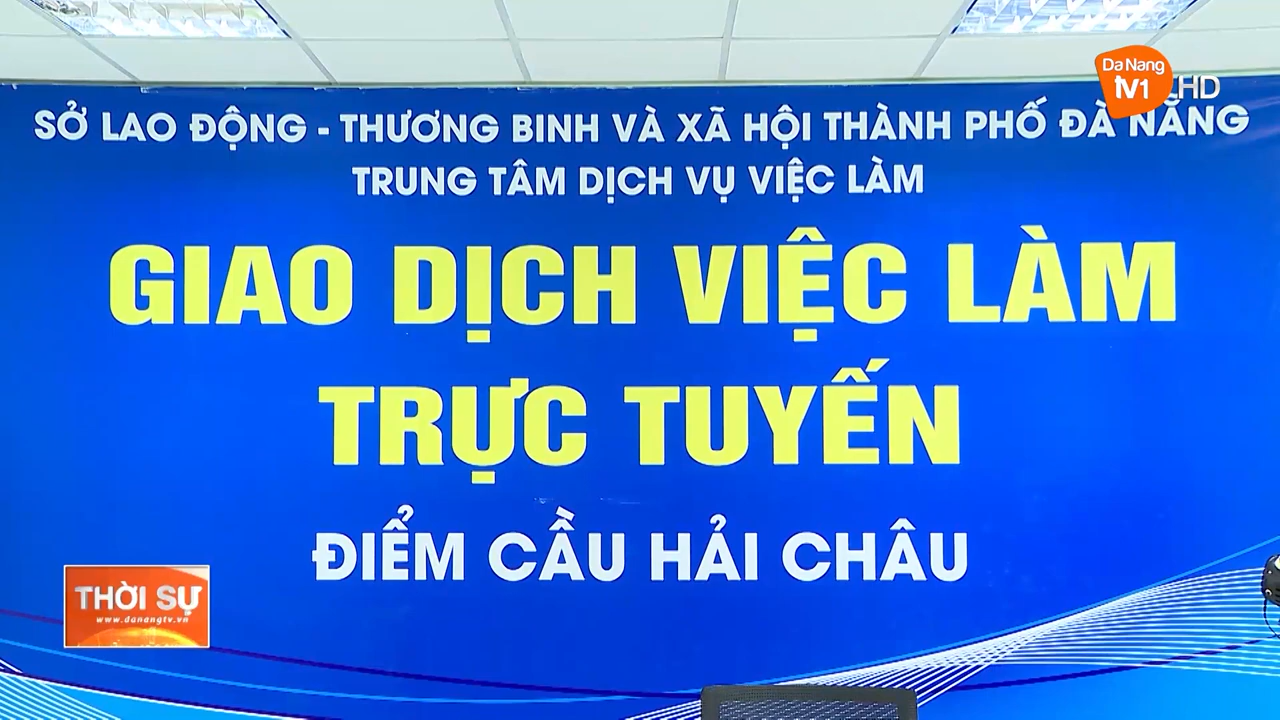 Da Nang
tv1 HD
SỞ LAO ĐỘNG - THƯƠNG BINH VÀ XÃ HỘI THÀNH PHỐ ĐÀ NẴNG
TRUNG TÂM DỊCH VỤ VIỆC LÀM
GIAO DỊCH VIỆC LÀM
TRỰC TUYẾN
ĐIỂM CẦU HẢI CHÂU
THỜI SỰ
www.danangtv.vn